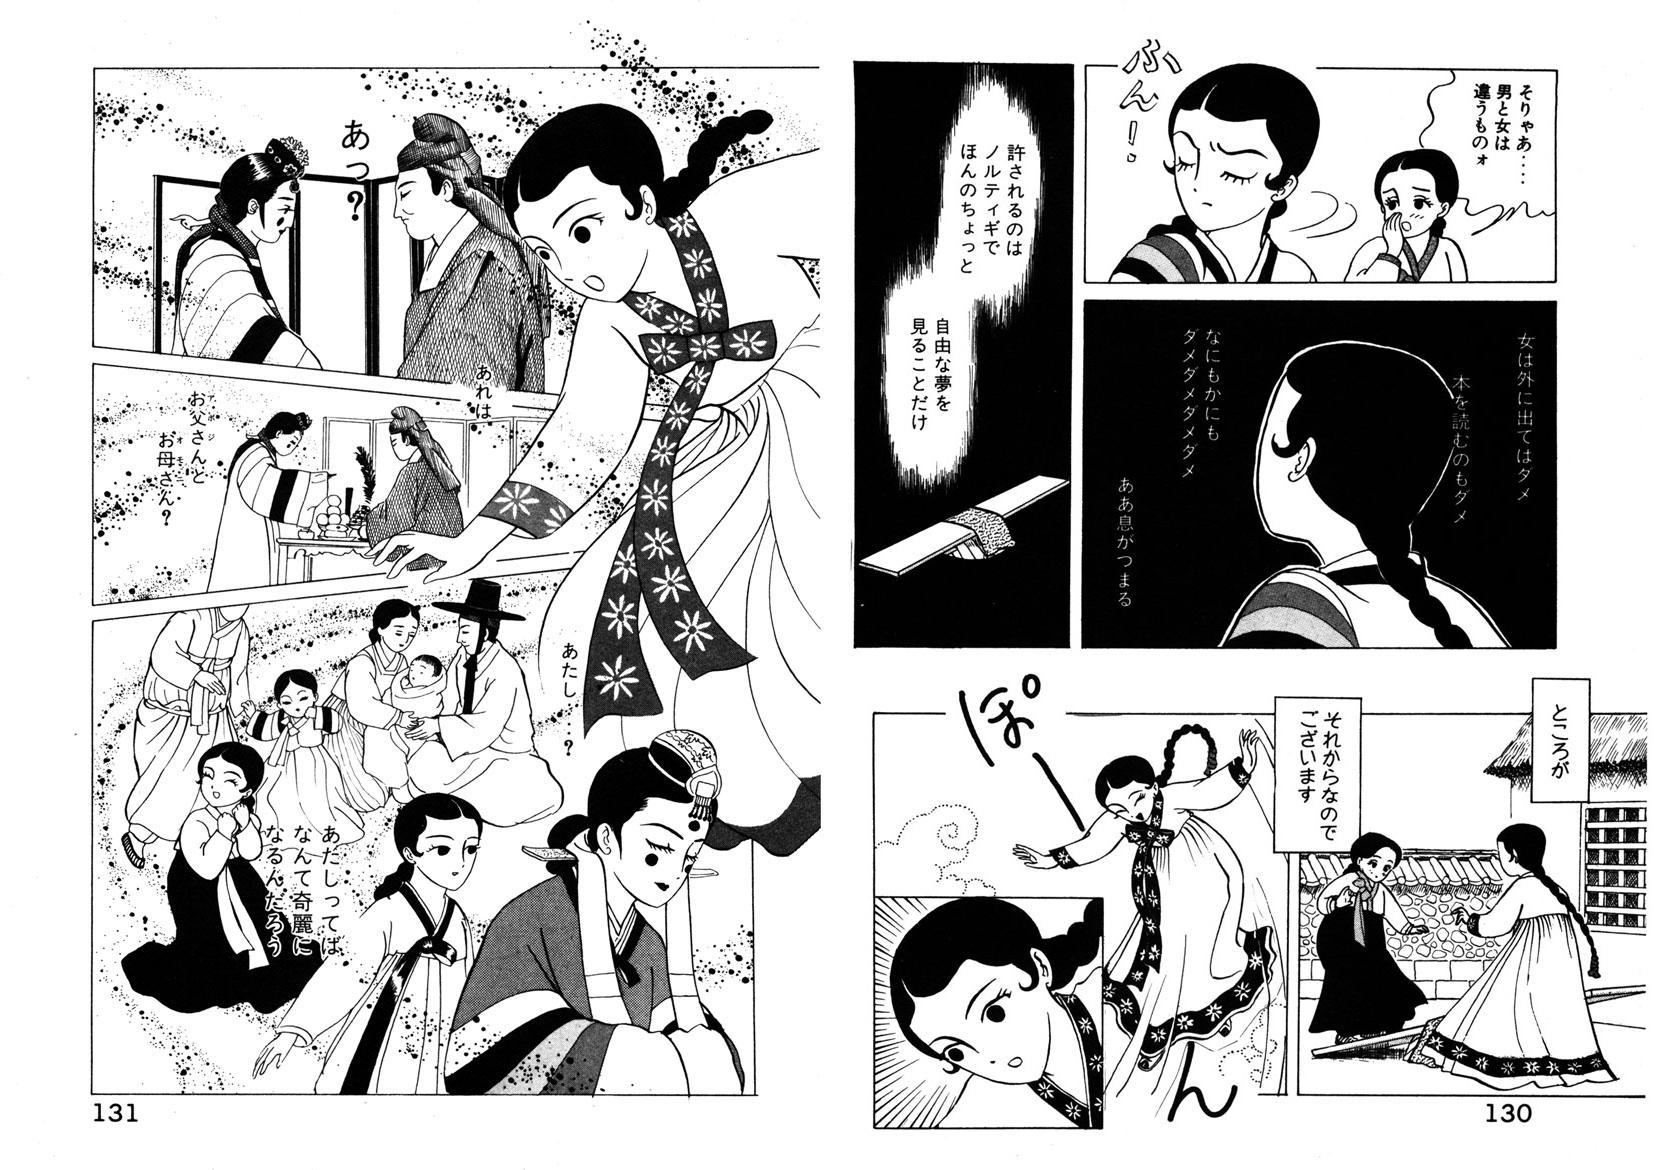 そりゃあ‥‥
男と女は
違うものォ
ふん！
女は外に出てはダメ
本を読むのもダメ
なにもかにも
ダメダメダメダメ
ああ息がつまる
許されるのは
ノルティギで
ほんのちょっと
自由な夢を
見ることだけ
ところが
それからなので
ございます
ぽーん
130
あっ?
あれは
お父さんと
アボジ
お母さん?
オモニ
あたし‥?
あたしってば
なんて奇麗に
なるんだろう
131